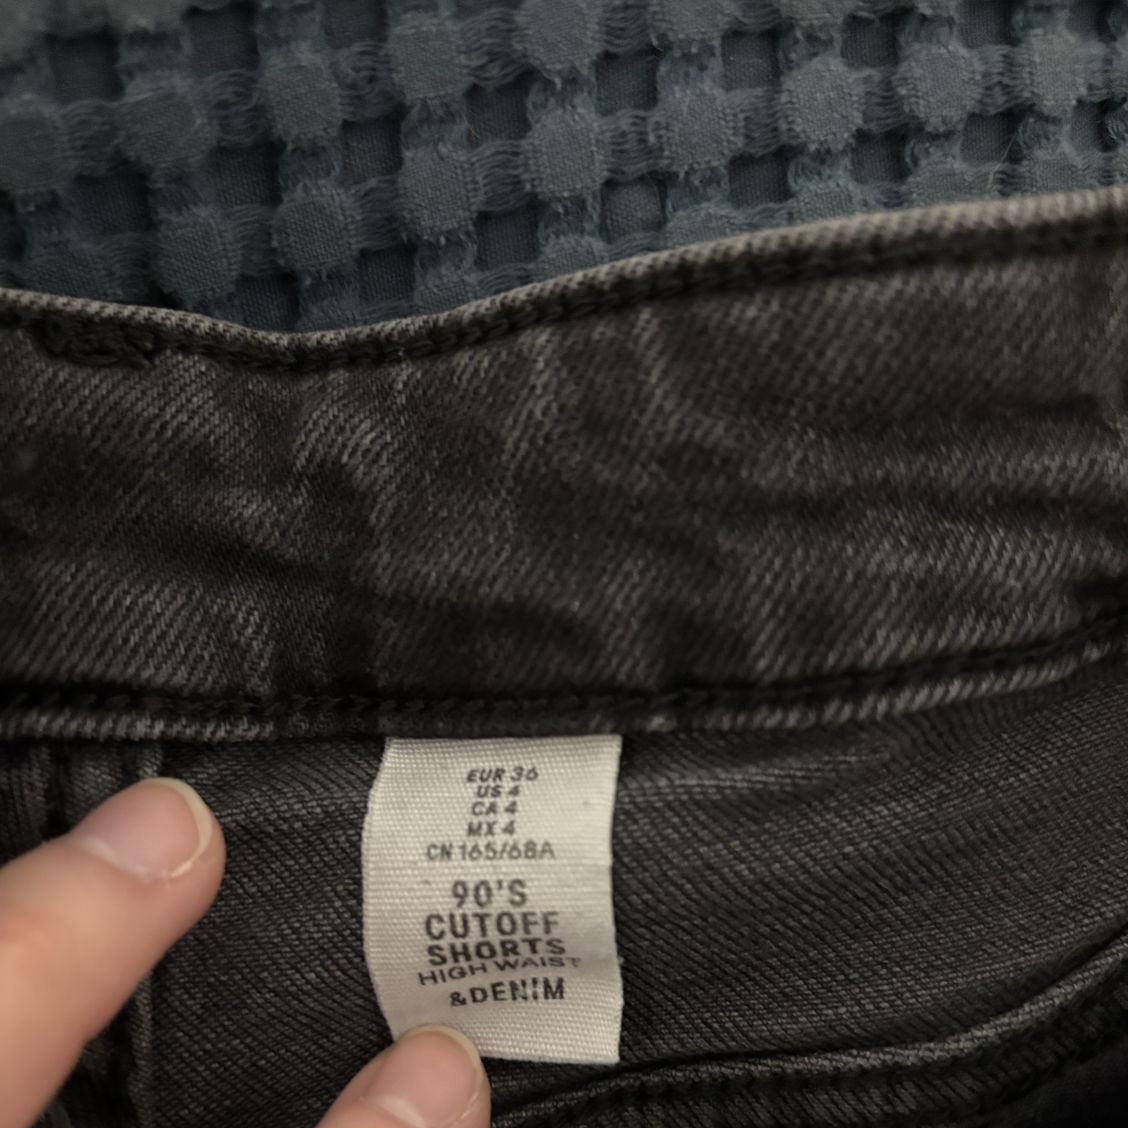 EUR 36
US 4
CA 4
MX 4
CN 165/68A
90'S
CUTOFF
SHORTS
HIGH WAIST
&DENIM